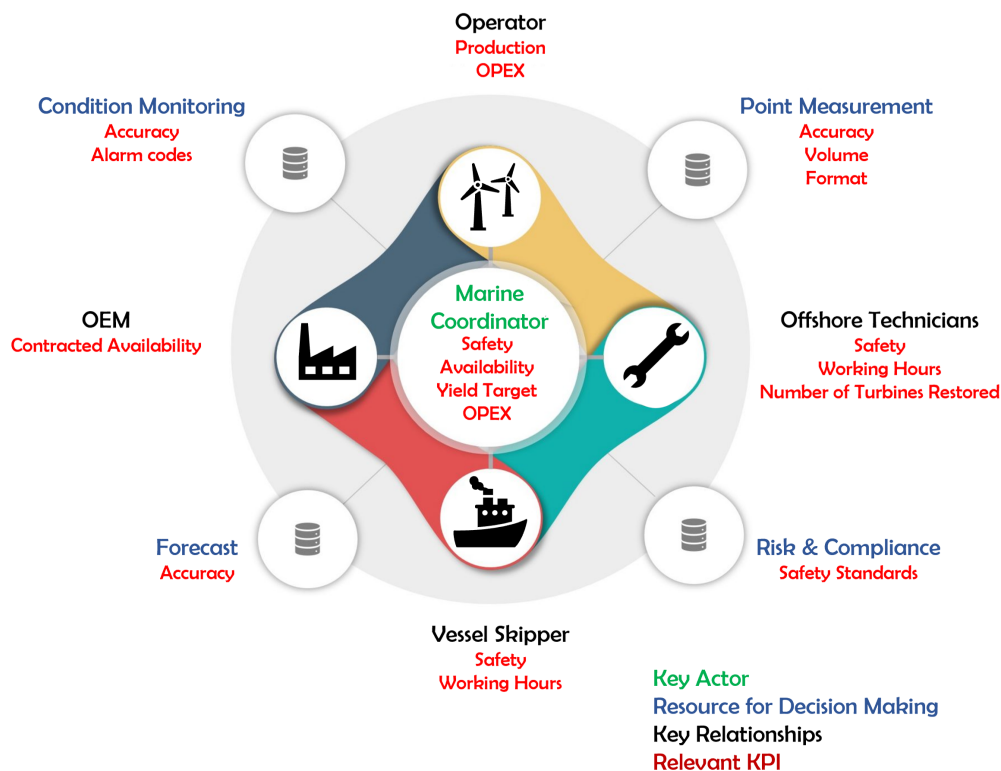 Operator
Production
OPEX
Condition Monitoring
Accuracy
Alarm codes
Point Measurement
Accuracy
Volume
Format
Marine
Coordinator
Safety
Availability
Yield Target
OPEX
OEM
Contracted Availability
Offshore Technicians
Safety
Working Hours
Number of Turbines Restored
Forecast
Accuracy
Risk & Compliance
Safety Standards
Vessel Skipper
Safety
Working Hours
Key Actor
Resource for Decision Making
Key Relationships
Relevant KPI